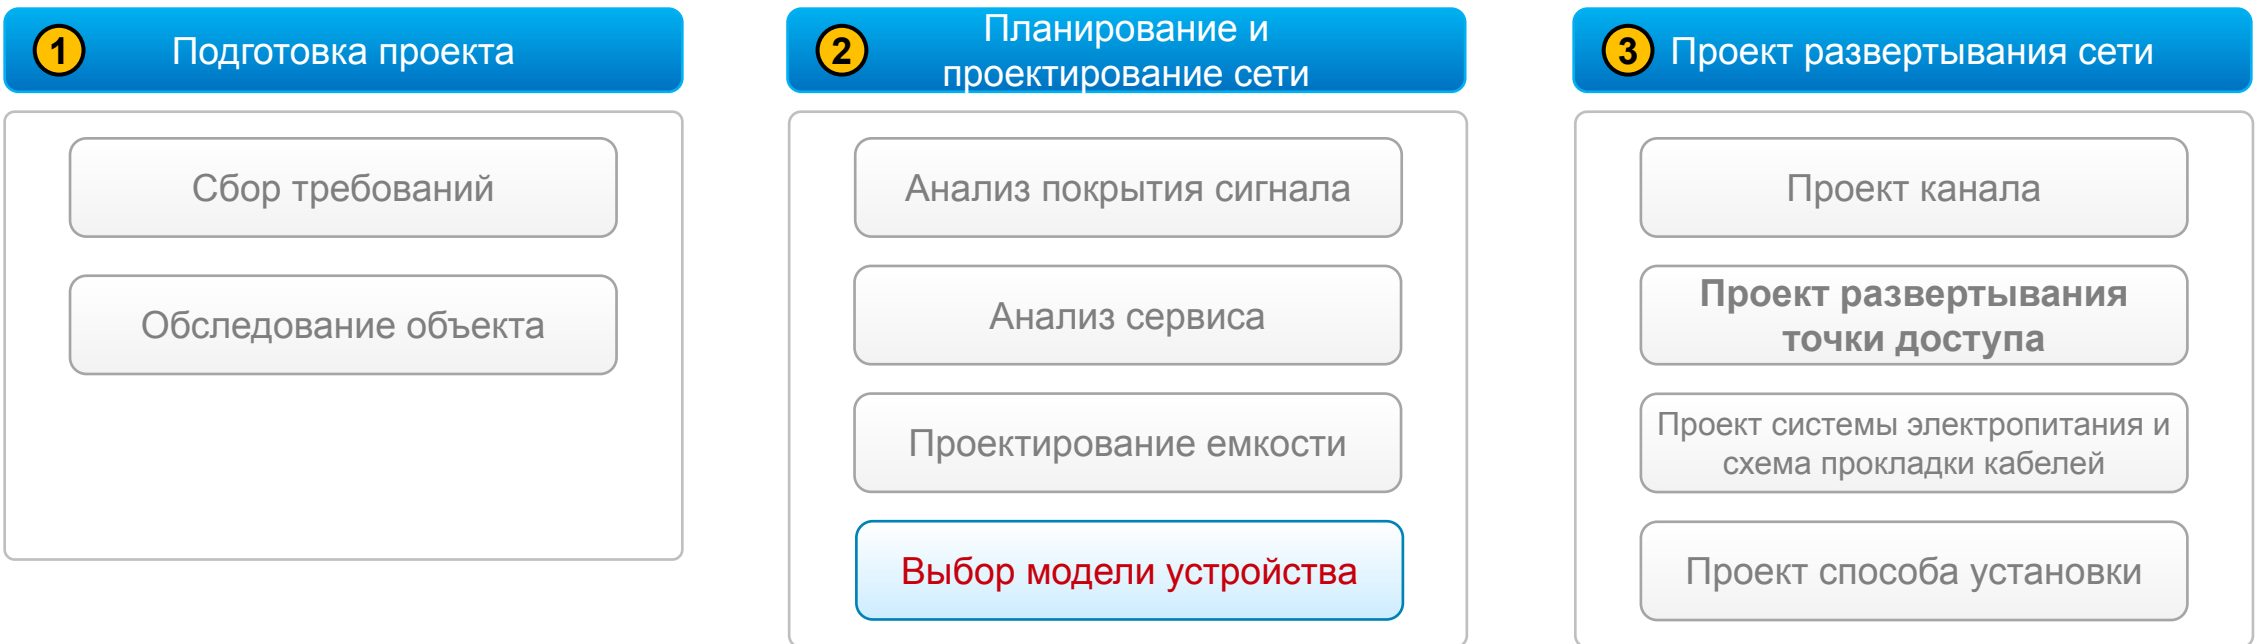 1
Подготовка проекта
Сбор требований
Обследование объекта
2
Планирование и
проектирование сети
Анализ покрытия сигнала
Анализ сервиса
Проектирование емкости
Выбор модели устройства
3
Проект развертывания сети
Проект канала
Проект развертывания
точки доступа
Проект системы электропитания и
схема прокладки кабелей
Проект способа установки